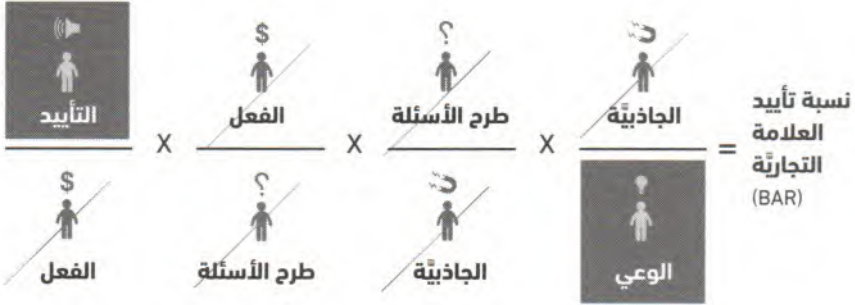 نسبة تأييد
العلامة
التجاريَّة
(BAR)
=
الجاذبيَّة
الوعي
X
$
؟
طرح الأسئلة
الجاذبيَّة
X
$
الفعل
؟
طرح الأسئلة
X
التأييد
$
الفعل